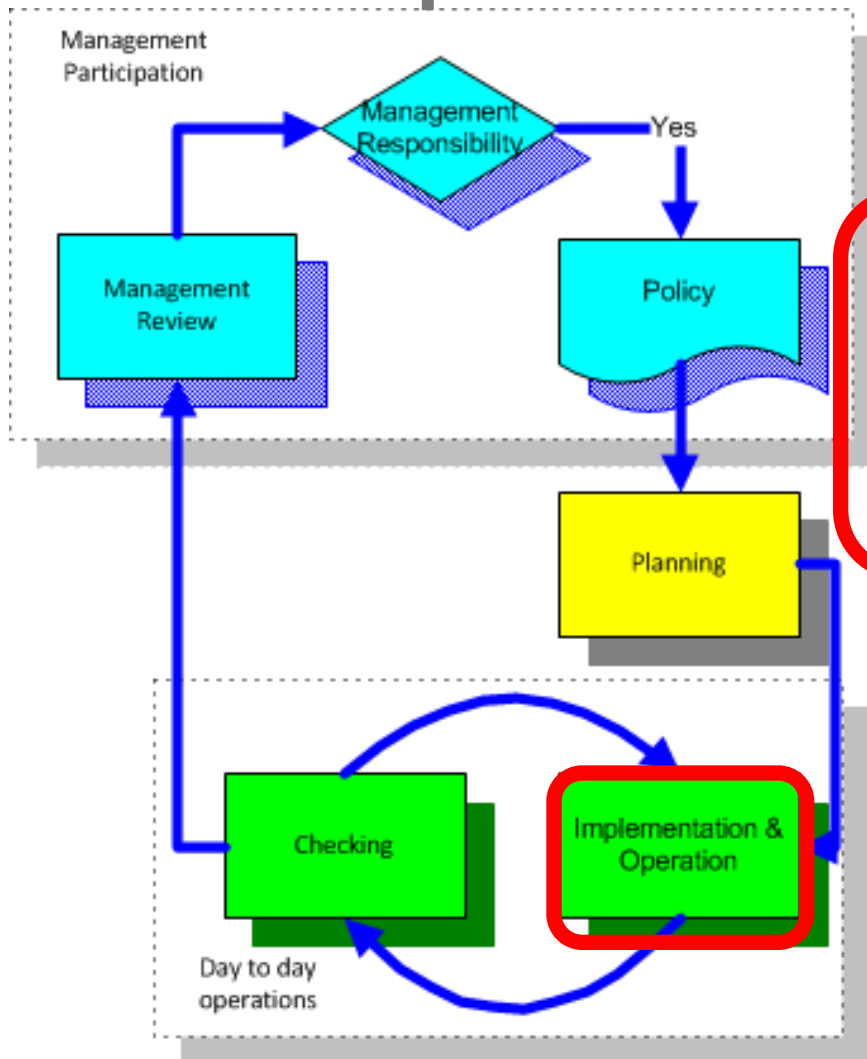 Management
Participation
Management
Responsibility
Yes
Management
Review
Policy
Planning
Checking
Implementation &
Operation
Day to day
operations